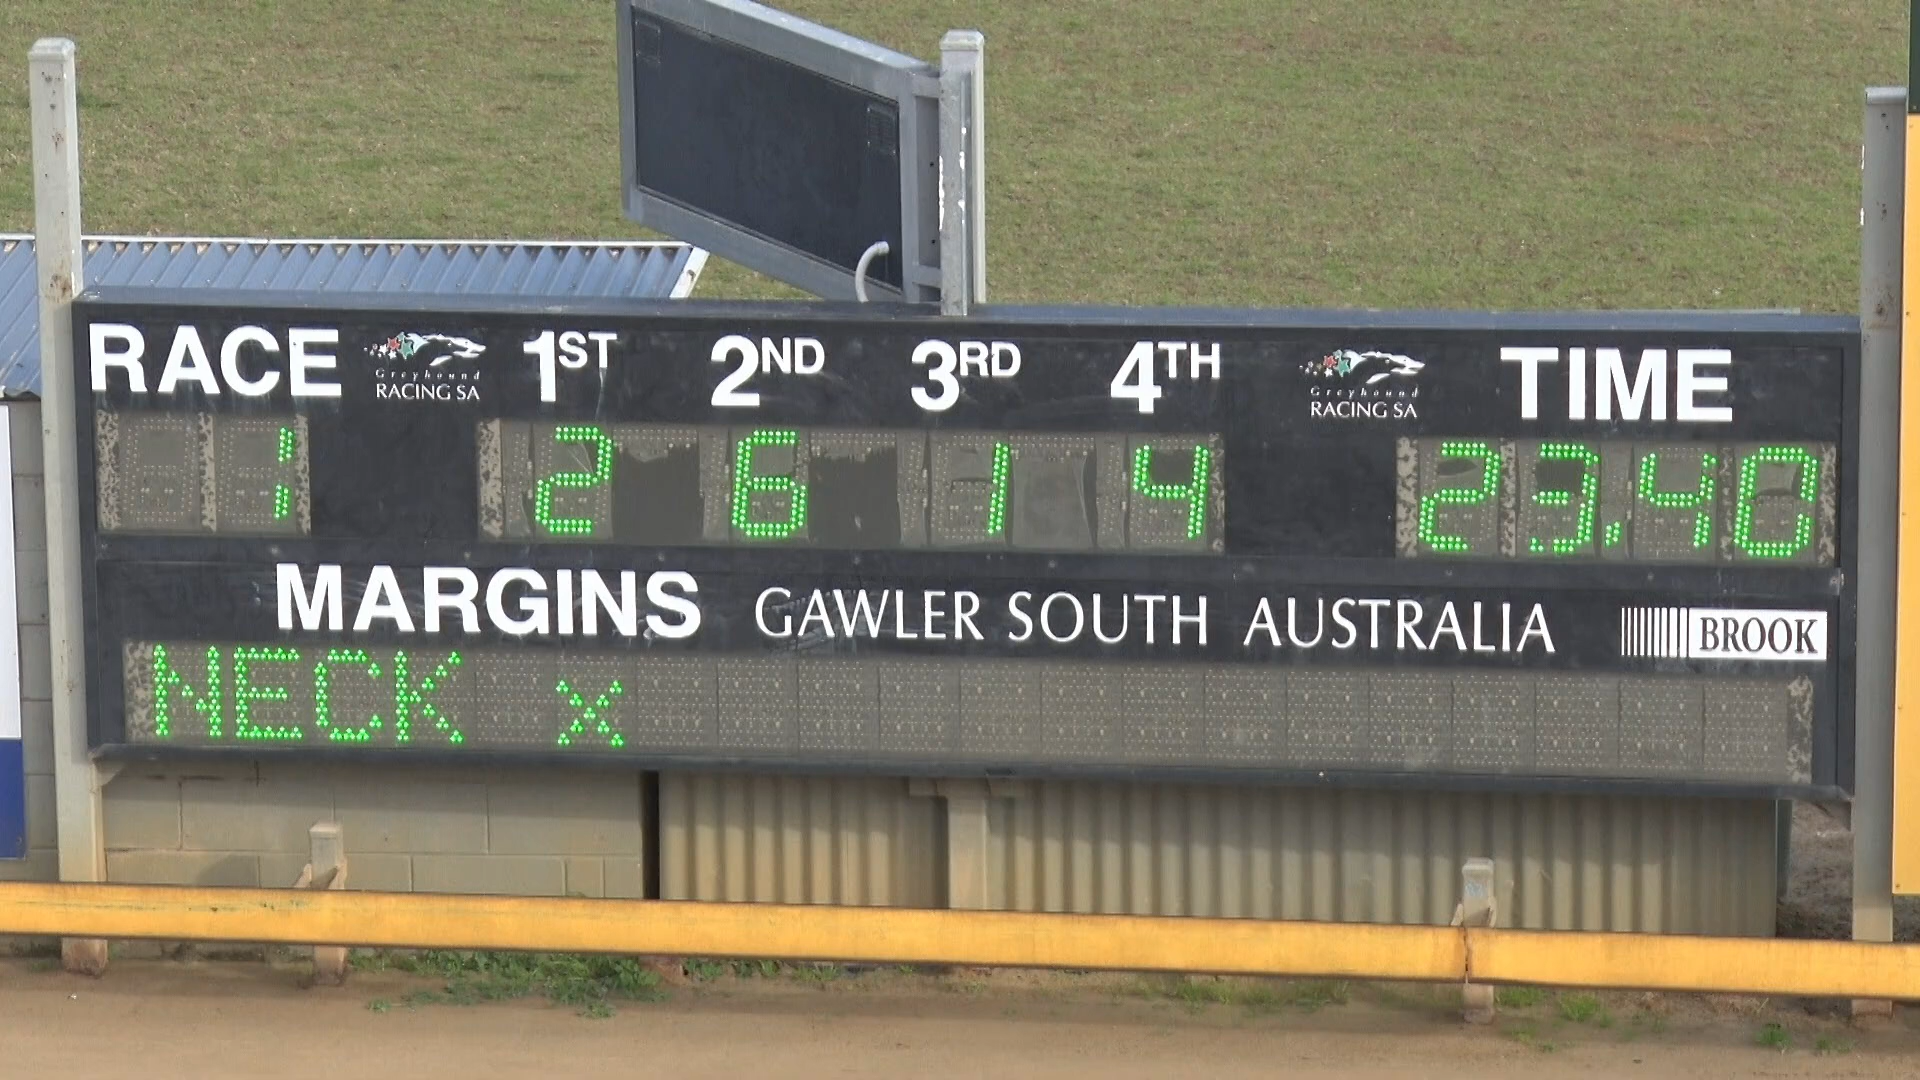 RACE Greyhound RACING SA 1ST 2ND 3RD 4TH Greyhound RACING SA TIME
1 2 6 1 4 23.40
MARGINS GAWLER SOUTH AUSTRALIA BROOK
NECK x